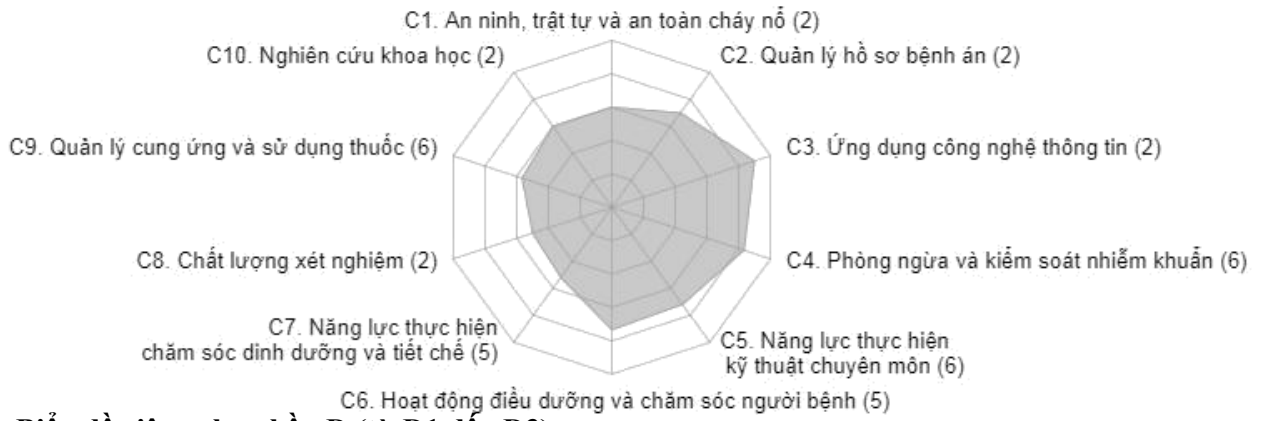 C1. An ninh, trật tự và an toàn cháy nổ (2)
C10. Nghiên cứu khoa học (2)
C2. Quản lý hồ sơ bệnh án (2)
C9. Quản lý cung ứng và sử dụng thuốc (6)
C3. Ứng dụng công nghệ thông tin (2)
C8. Chất lượng xét nghiệm (2)
C4. Phòng ngừa và kiểm soát nhiễm khuẩn (6)
C7. Năng lực thực hiện
chăm sóc dinh dưỡng và tiết chế (5)
C5. Năng lực thực hiện
kỹ thuật chuyên môn (6)
C6. Hoạt động điều dưỡng và chăm sóc người bệnh (5)